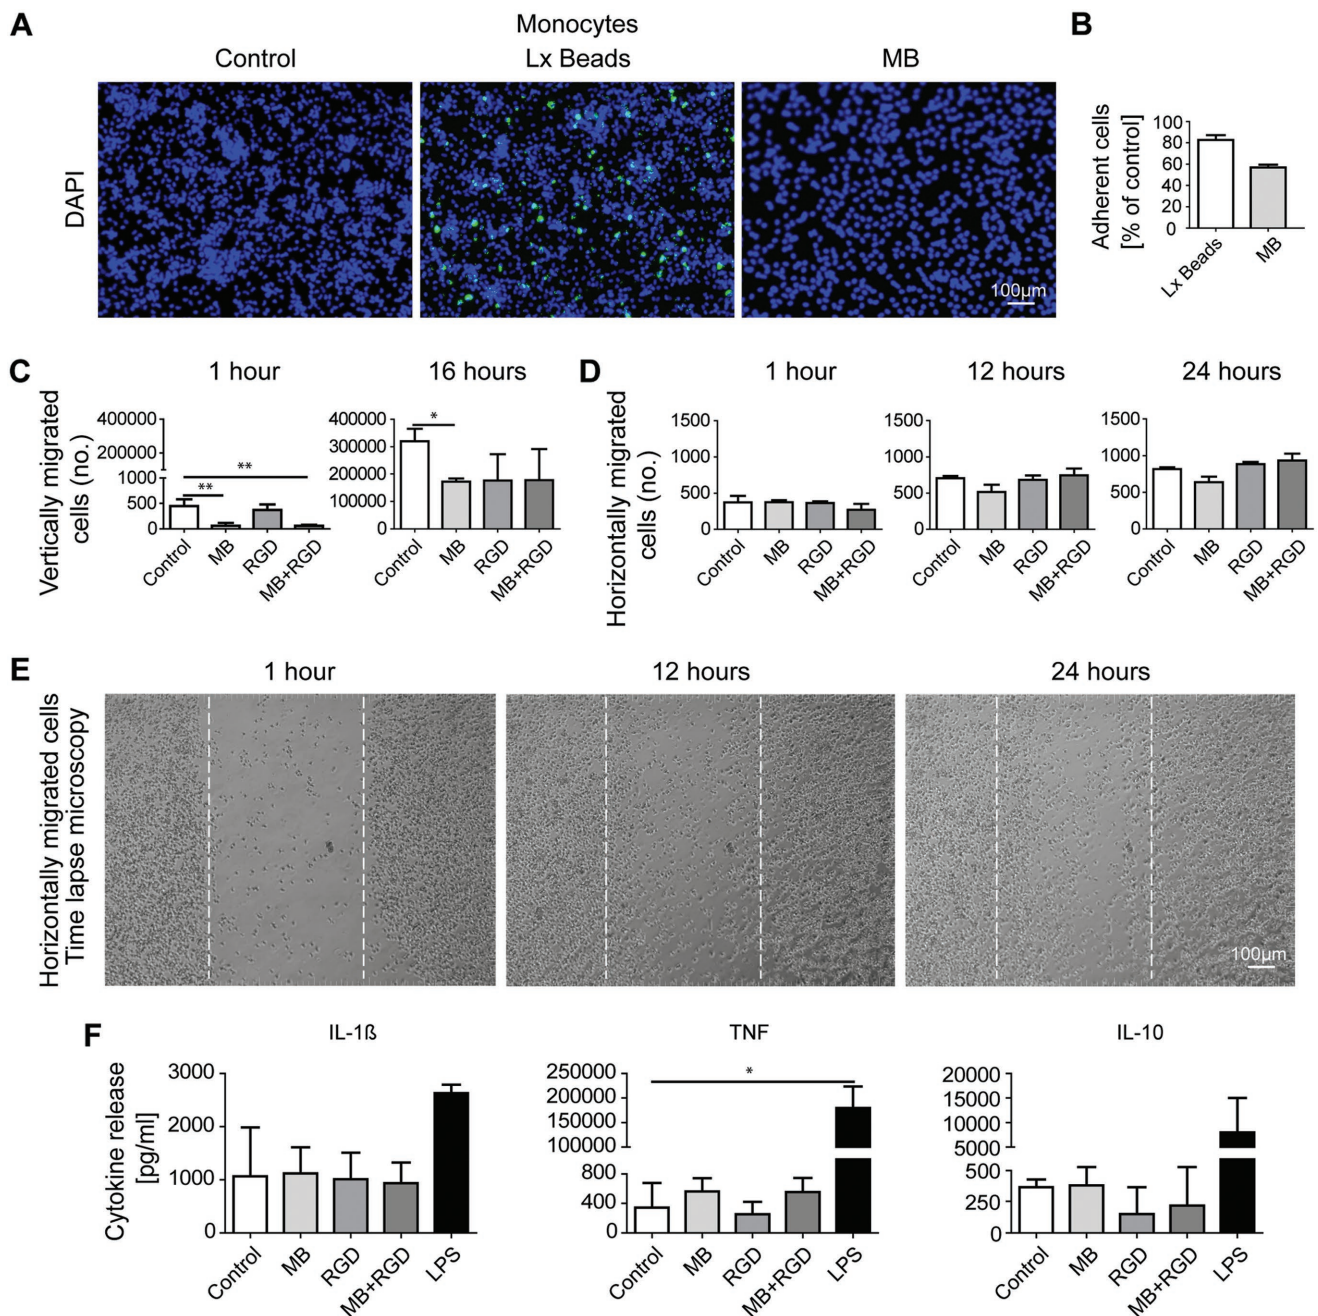 A
Monocytes
Control
Lx Beads
MB
DAPI
100µm
B
Adherent cells
[% of control]
100
80
60
40
20
0
Lx Beads
MB
C
1 hour
16 hours
Vertically migrated
cells (no.)
400000
200000
1000
500
0
**
**
Control
MB
RGD
MB+RGD
400000
300000
200000
100000
0
*
Control
MB
RGD
MB+RGD
D
1 hour
12 hours
24 hours
Horizontally migrated
cells (no.)
1500
1000
500
0
Control
MB
RGD
MB+RGD
1500
1000
500
0
Control
MB
RGD
MB+RGD
1500
1000
500
0
Control
MB
RGD
MB+RGD
E
1 hour
12 hours
24 hours
Horizontally migrated cells
Time lapse microscopy
100µm
F
IL-1ß
TNF
IL-10
Cytokine release
[pg/ml]
3000
2000
1000
0
Control
MB
RGD
MB+RGD
LPS
250000
200000
150000
100000
800
400
0
*
Control
MB
RGD
MB+RGD
LPS
20000
15000
10000
5000
500
250
0
Control
MB
RGD
MB+RGD
LPS